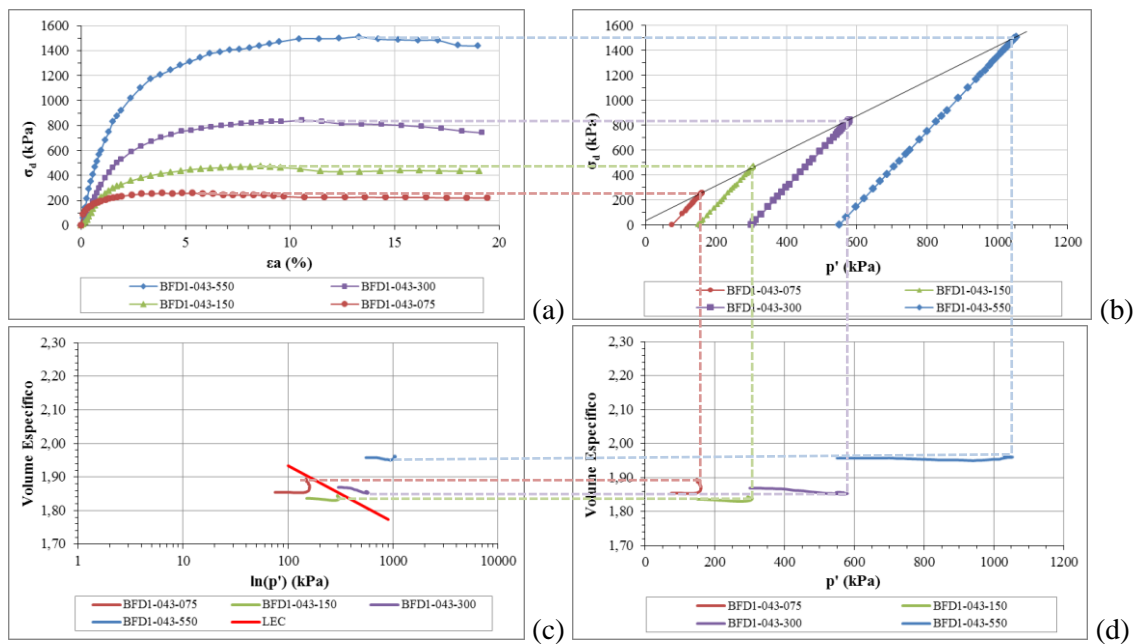 σd (kPa)
1600
1400
1200
1000
800
600
400
200
0
0 5 10 15 20
εa (%)
BFD1-043-550 BFD1-043-300
BFD1-043-150 BFD1-043-075
(a)
σd (kPa)
1600
1400
1200
1000
800
600
400
200
0
0 200 400 600 800 1000 1200
p' (kPa)
BFD1-043-075 BFD1-043-150
BFD1-043-300 BFD1-043-550
(b)
Volume Específico
2,30
2,20
2,10
2,00
1,90
1,80
1,70
1 10 100 1000 10000
ln(p') (kPa)
BFD1-043-075 BFD1-043-150 BFD1-043-300
BFD1-043-550 LEC
(c)
Volume Específico
2,30
2,20
2,10
2,00
1,90
1,80
1,70
0 200 400 600 800 1000 1200
p' (kPa)
BFD1-043-075 BFD1-043-150
BFD1-043-300 BFD1-043-550
(d)